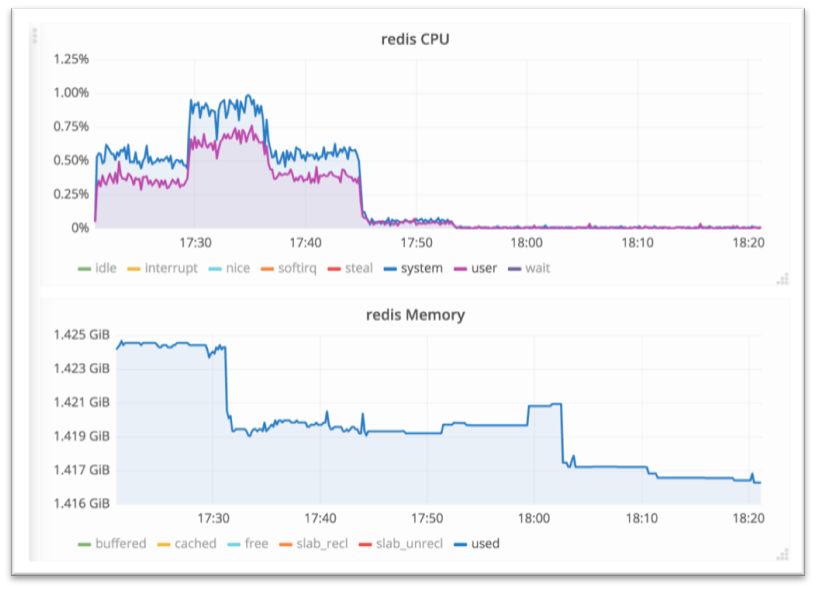 redis CPU
1.25%
1.00%
0.75%
0.50%
0.25%
0%
17:30 17:40 17:50 18:00 18:10 18:20
idle interrupt nice softirq steal system user wait
redis Memory
1.425 GiB
1.423 GiB
1.421 GiB
1.419 GiB
1.417 GiB
1.416 GiB
17:30 17:40 17:50 18:00 18:10 18:20
buffered cached free slab_recl slab_unrecl used